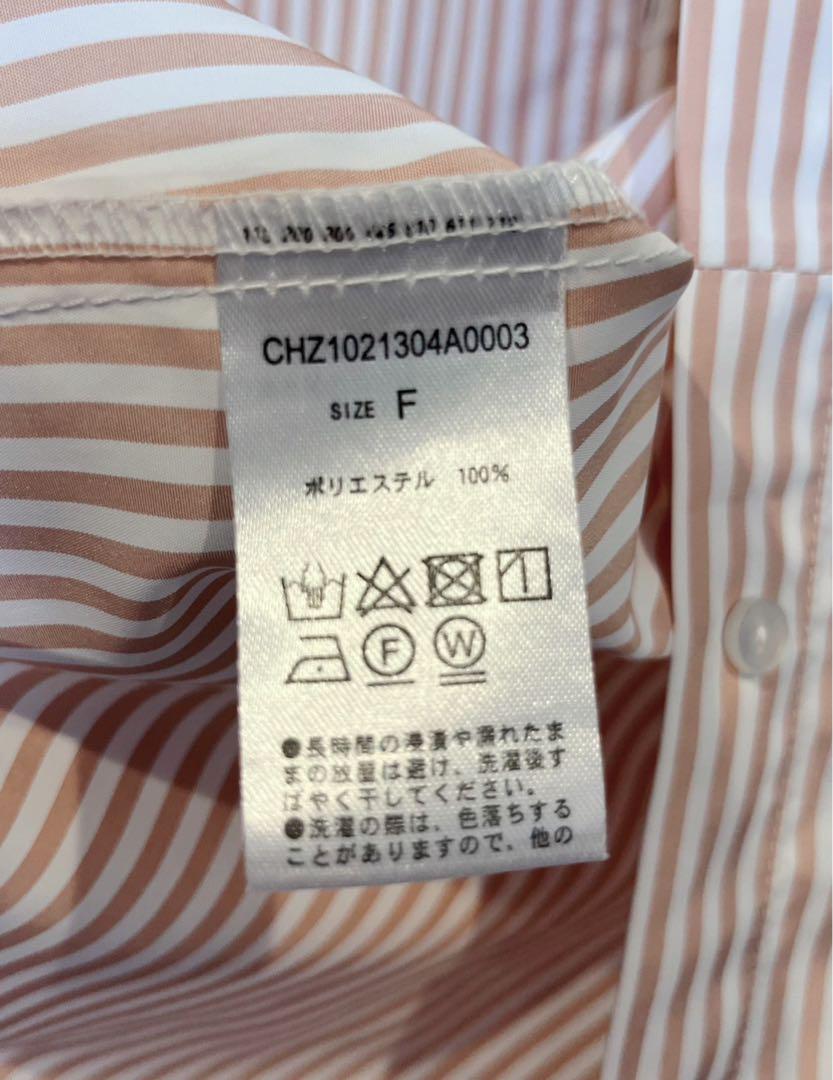 CHZ1021304A0003
SIZE F
ポリエステル 100%
F W
●長時間の浸漬や濡れたま
まの放置は避け、洗濯後す
ばやく干してください。
●洗濯の際は、色落ちする
ことがありますので、他の